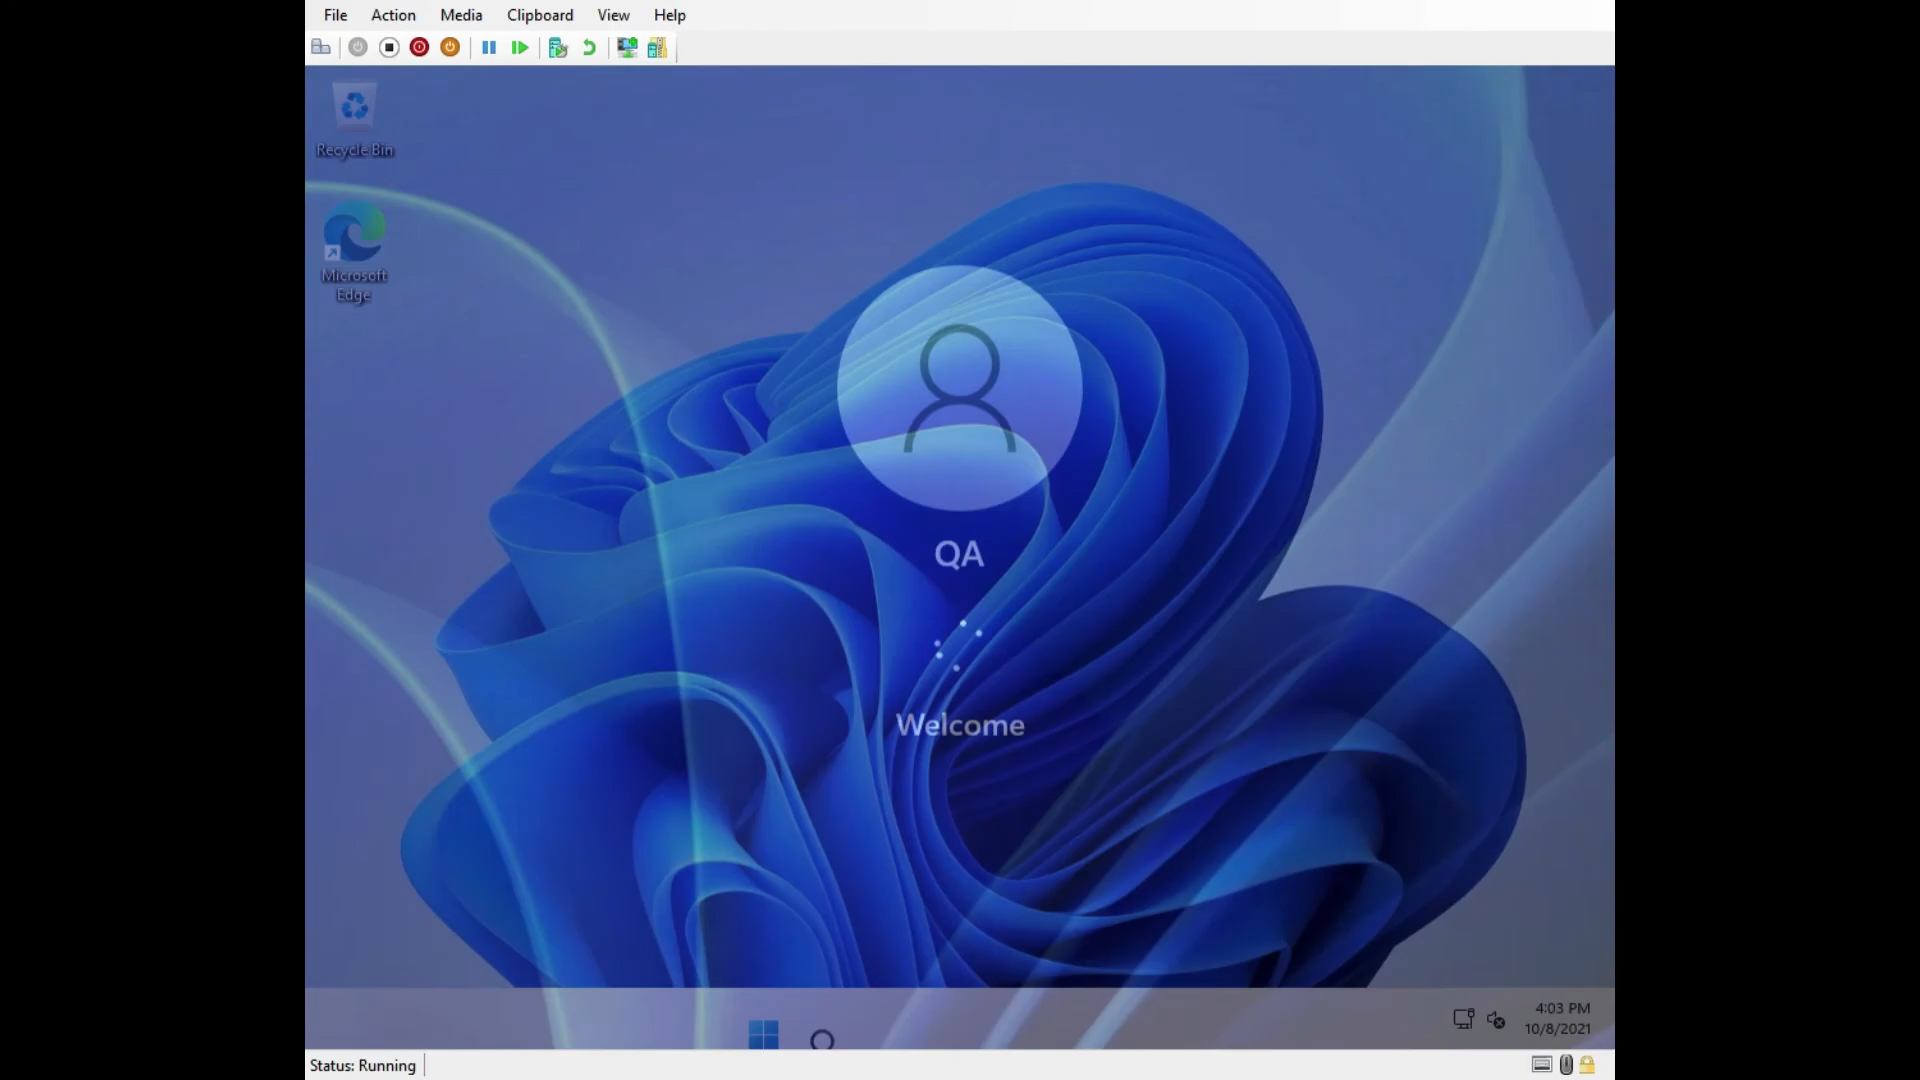 File Action Media Clipboard View Help
Recycle Bin
Microsoft
Edge
QA
Welcome
4:03 PM
10/8/2021
Status: Running